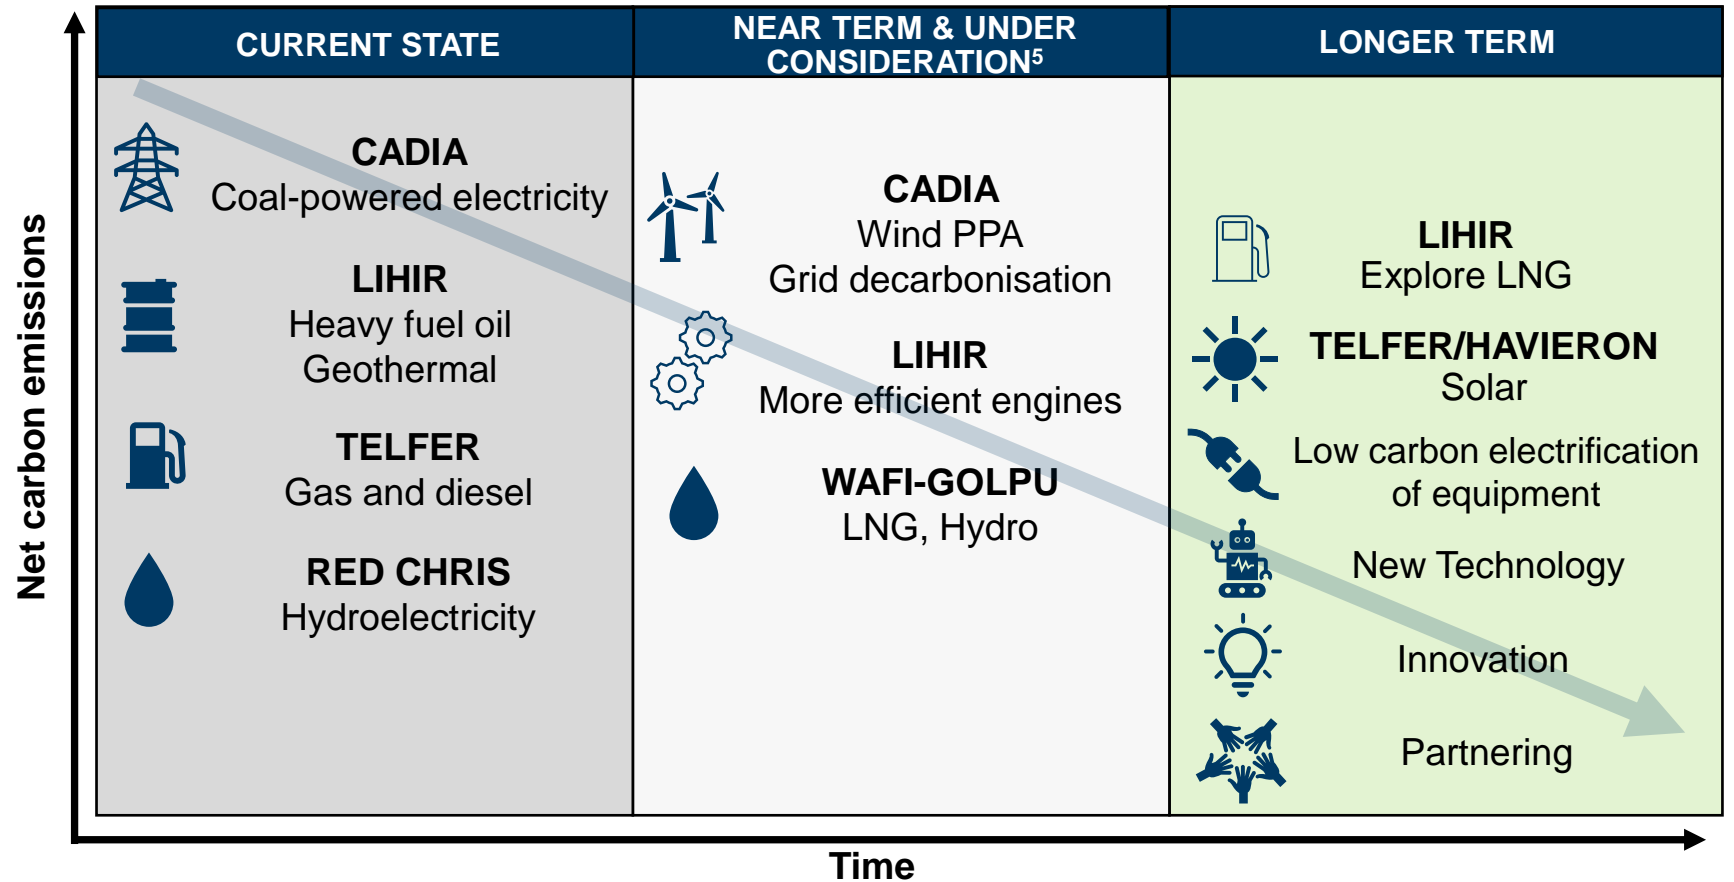 Net carbon emissions
CURRENT STATE
CADIA
Coal-powered electricity
LIHIR
Heavy fuel oil
Geothermal
TELFER
Gas and diesel
RED CHRIS
Hydroelectricity
NEAR TERM & UNDER
CONSIDERATION⁵
CADIA
Wind PPA
Grid decarbonisation
LIHIR
More efficient engines
WAFI-GOLPU
LNG, Hydro
LONGER TERM
LIHIR
Explore LNG
TELFER/HAVIERON
Solar
Low carbon electrification
of equipment
New Technology
Innovation
Partnering
Time